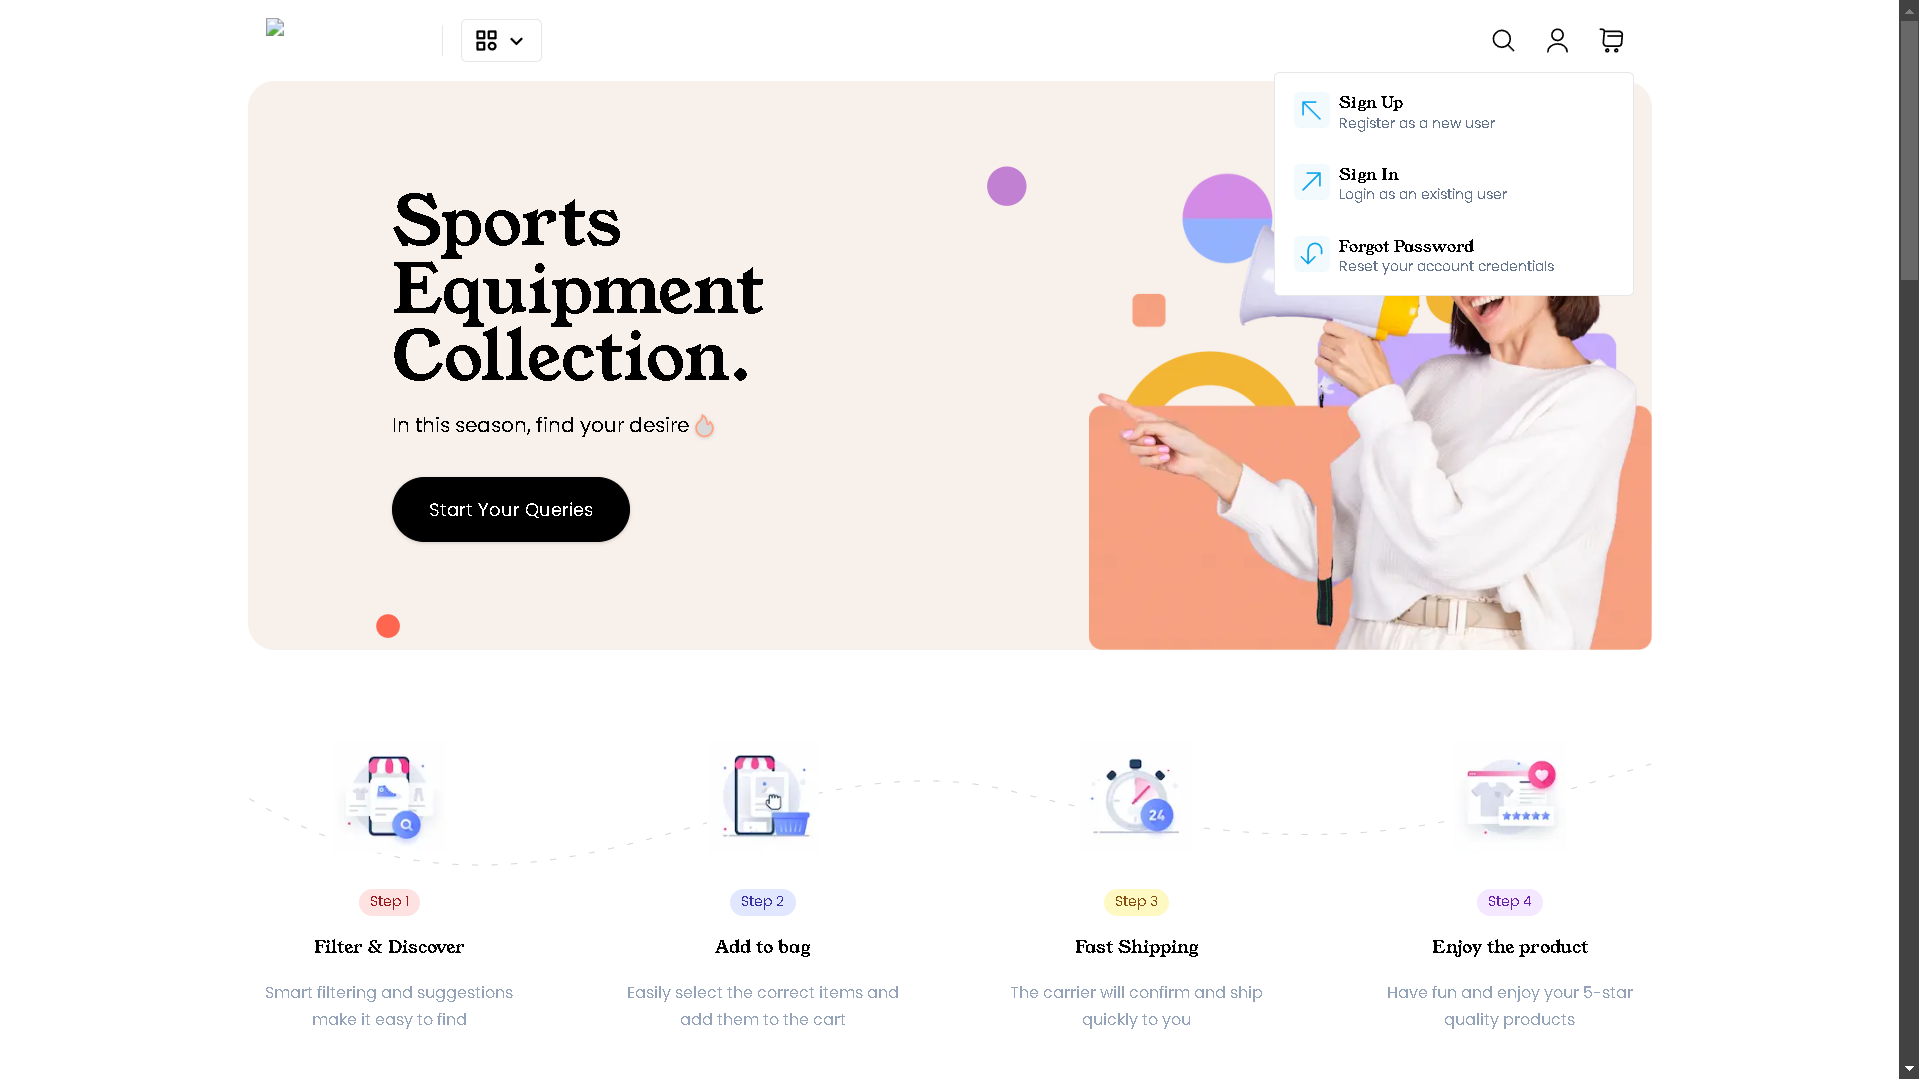 Sign Up
Register as a new user
Sign In
Login as an existing user
Forgot Password
Reset your account credentials
Sports
Equipment
Collection.
In this season, find your desire
Start Your Queries
24
Step 1
Filter & Discover
Smart filtering and suggestions
make it easy to find
Step 2
Add to bag
Easily select the correct items and
add them to the cart
Step 3
Fast Shipping
The carrier will confirm and ship
quickly to you
Step 4
Enjoy the product
Have fun and enjoy your 5-star
quality products